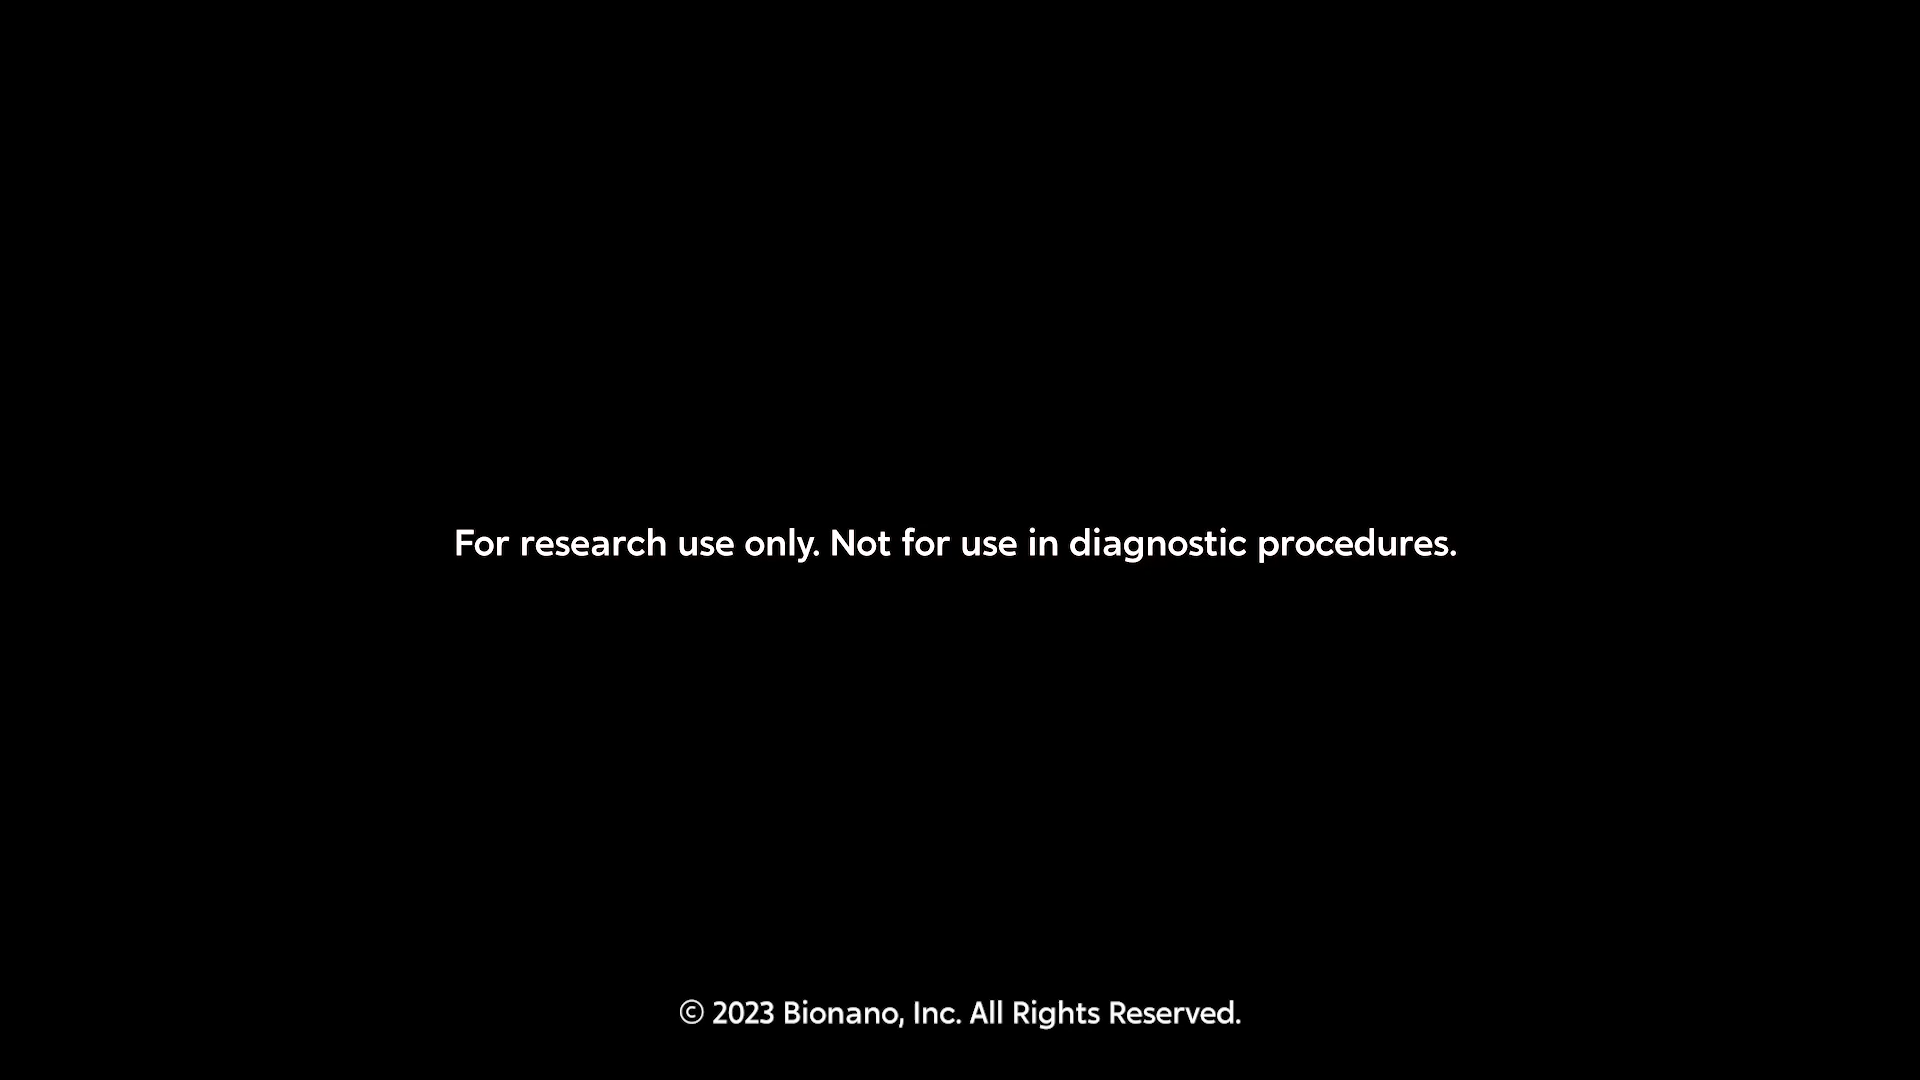 For research use only. Not for use in diagnostic procedures.
© 2023 Bionano, Inc. All Rights Reserved.